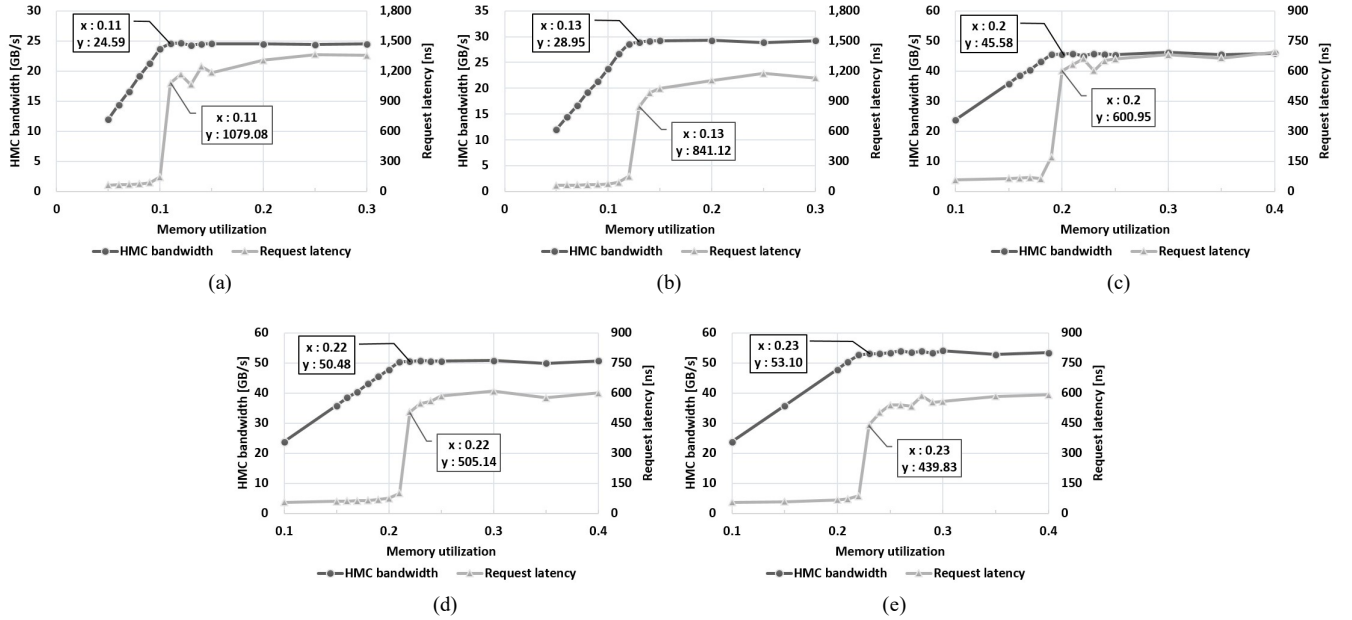 30
25
20
15
10
5
0
HMC bandwidth [GB/s]
x : 0.11
y : 24.59
x : 0.11
y : 1079.08
1,800
1,500
1,200
900
600
300
0
Request latency [ns]
0 0.1 0.2 0.3
Memory utilization
HMC bandwidth Request latency
(a)
35
30
25
20
15
10
5
0
HMC bandwidth [GB/s]
x : 0.13
y : 28.95
x : 0.13
y : 841.12
1,800
1,500
1,200
900
600
300
0
Request latency [ns]
0 0.1 0.2 0.3
Memory utilization
HMC bandwidth Request latency
(b)
60
50
40
30
20
10
0
HMC bandwidth [GB/s]
x : 0.2
y : 45.58
x : 0.2
y : 600.95
900
750
600
450
300
150
0
Request latency [ns]
0.1 0.2 0.3 0.4
Memory utilization
HMC bandwidth Request latency
(c)
60
50
40
30
20
10
0
HMC bandwidth [GB/s]
x : 0.22
y : 50.48
x : 0.22
y : 505.14
900
750
600
450
300
150
0
Request latency [ns]
0.1 0.2 0.3 0.4
Memory utilization
HMC bandwidth Request latency
(d)
60
50
40
30
20
10
0
HMC bandwidth [GB/s]
x : 0.23
y : 53.10
x : 0.23
y : 439.83
900
750
600
450
300
150
0
Request latency [ns]
0.1 0.2 0.3 0.4
Memory utilization
HMC bandwidth Request latency
(e)